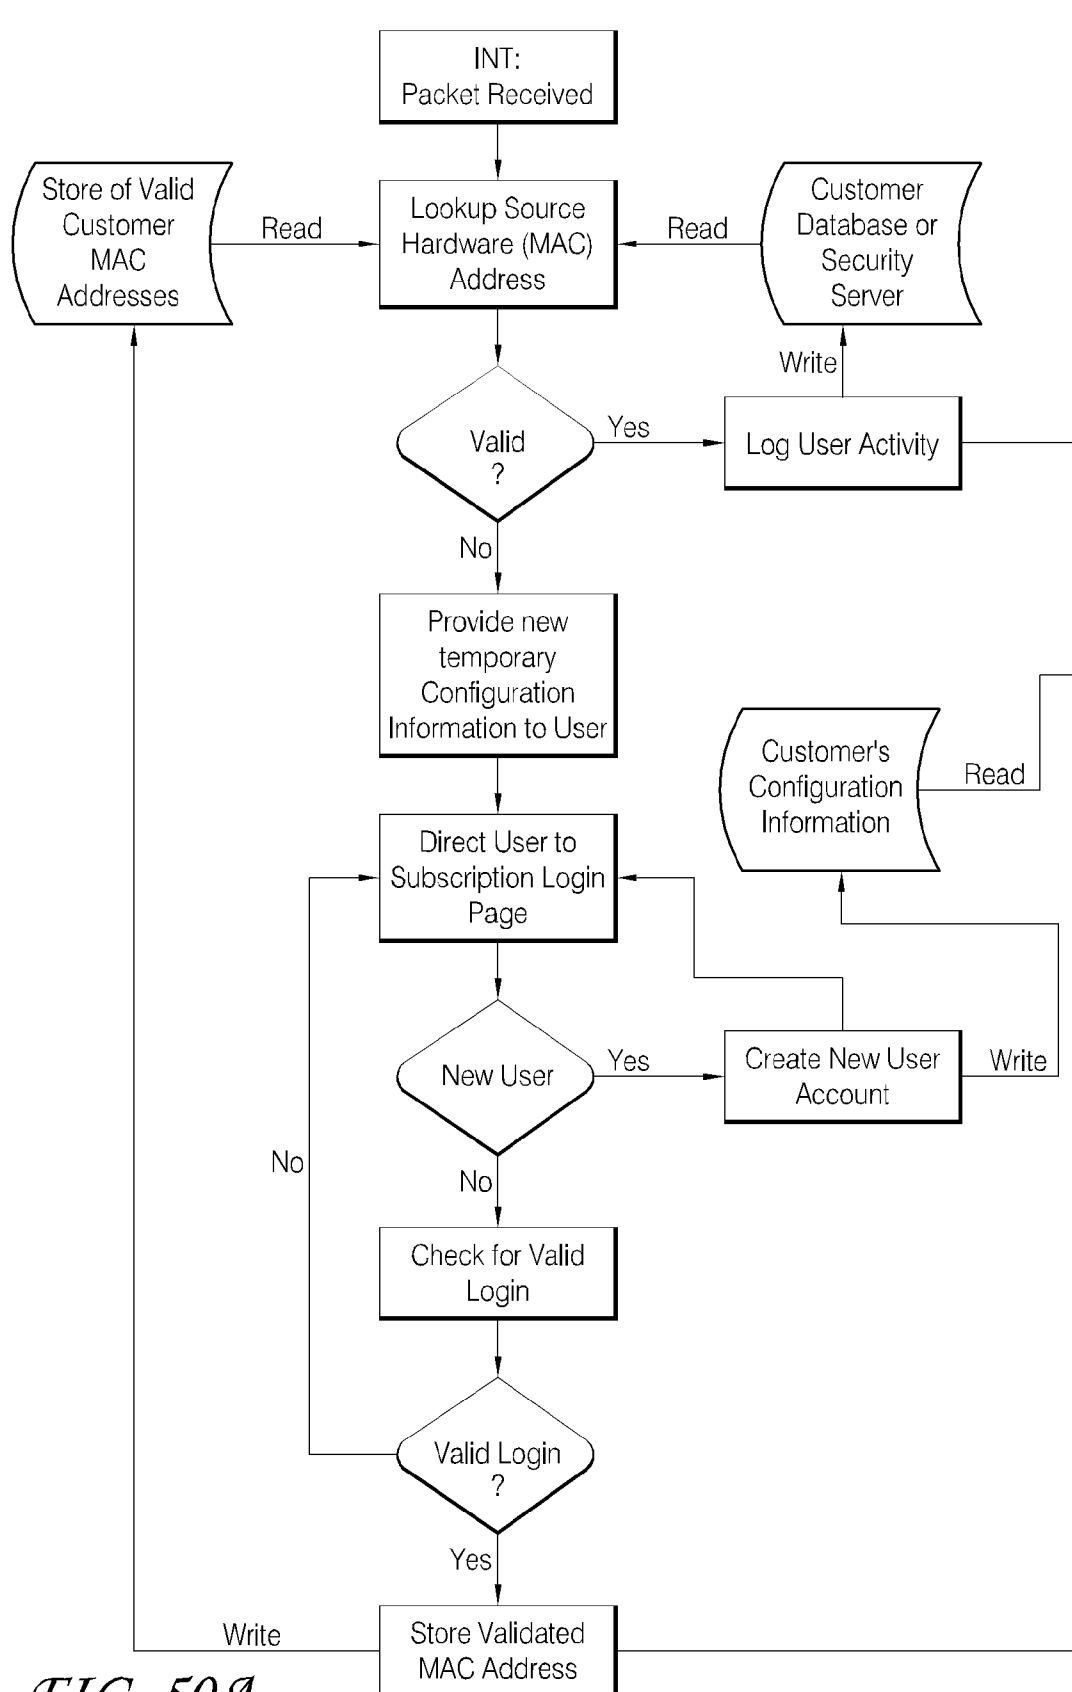 INT:
Packet Received
Store of Valid
Customer
MAC
Addresses
Read
Lookup Source
Hardware (MAC)
Address
Read
Customer
Database or
Security
Server
Write
Valid
?
Yes
Log User Activity
No
Provide new
temporary
Configuration
Information to User
Customer's
Configuration
Information
Read
Direct User to
Subscription Login
Page
New User
Yes
Create New User
Account
Write
No
No
Check for Valid
Login
Valid Login
?
Yes
Write
Store Validated
MAC Address
FIG. 50A